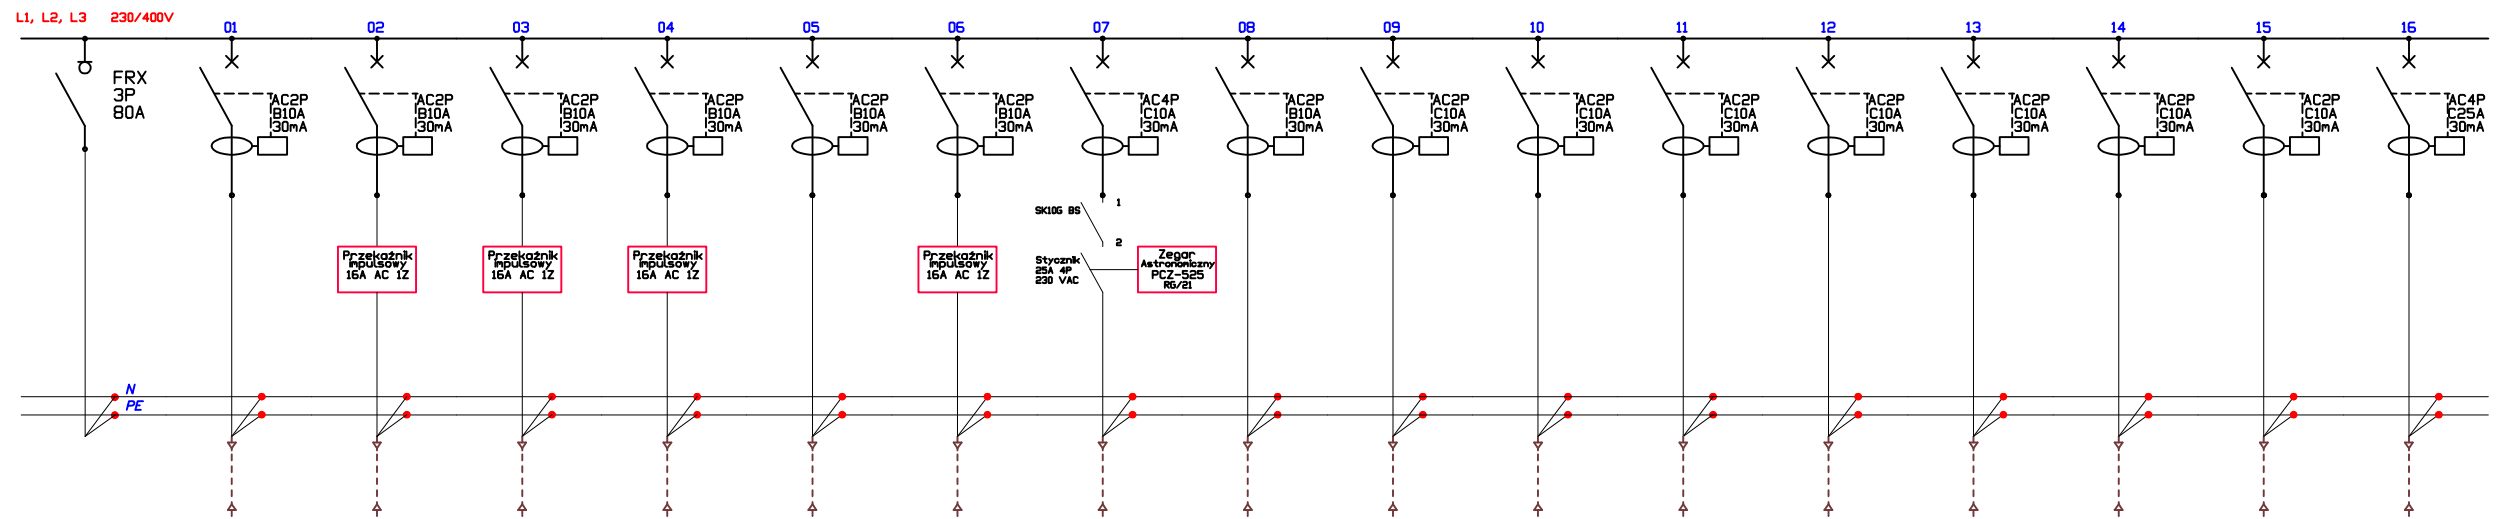 L1, L2, L3 230/400V
01 02 03 04 05 06 07 08 09 10 11 12 13 14 15 16
FRX
3P
80A
AC2P
B10A
30mA
AC2P
B10A
30mA
AC2P
B10A
30mA
AC2P
B10A
30mA
AC2P
B10A
30mA
AC2P
B10A
30mA
AC4P
C10A
30mA
AC2P
B10A
30mA
AC2P
C10A
30mA
AC2P
C10A
30mA
AC2P
C10A
30mA
AC2P
C10A
30mA
AC2P
C10A
30mA
AC2P
C10A
30mA
AC2P
C10A
30mA
AC4P
C25A
30mA
SK10G BS
1
2
Przekaźnik
impulsowy
16A AC 1Z
Przekaźnik
impulsowy
16A AC 1Z
Przekaźnik
impulsowy
16A AC 1Z
Przekaźnik
impulsowy
16A AC 1Z
Stycznik
25A 4P
230 VAC
Zegar
Astronomiczny
PCZ-525
RG/21
N
PE